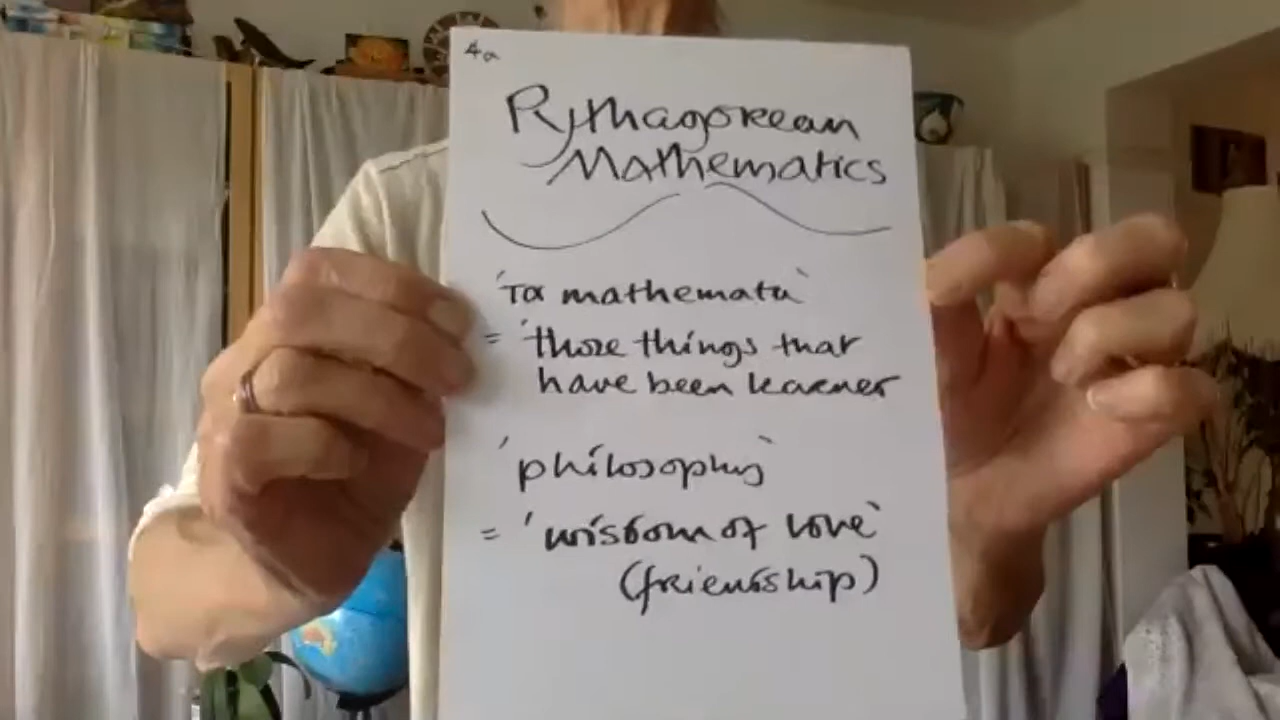 4a
Pythagorean
Mathematics
'Ta mathemata'
= 'those things that
have been learned
'philosophy'
= 'wisdom of love'
(friendship)